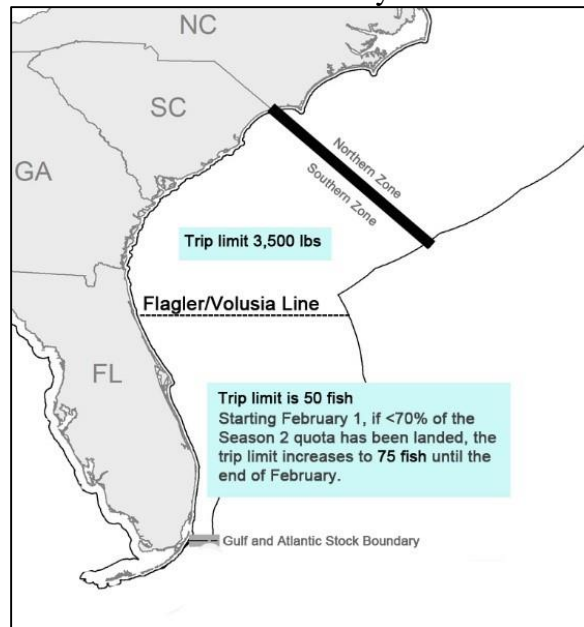 NC
SC
GA
Northern Zone
Southern Zone
Trip limit 3,500 lbs
Flagler/Volusia Line
FL
Trip limit is 50 fish
Starting February 1, if <70% of the
Season 2 quota has been landed, the
trip limit increases to 75 fish until the
end of February.
Gulf and Atlantic Stock Boundary